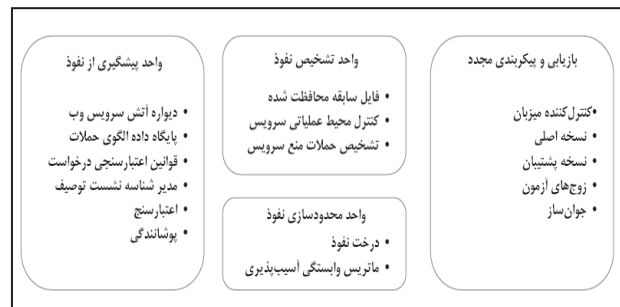 بازیابی و پیکربندی مجدد
•کنترل‌کننده میزبان
• نسخه اصلی
• نسخه پشتیبان
• زوج‌های آزمون
• جوان‌ساز
واحد تشخیص نفوذ
• فایل سابقه محافظت شده
• کنترل محیط عملیاتی سرویس
• تشخیص حملات منع سرویس
واحد محدودسازی نفوذ
• درخت نفوذ
• ماتریس وابستگی آسیب‌پذیری
واحد پیشگیری از نفوذ
• دیواره آتش سرویس وب
• پایگاه داده الگوی حملات
• قوانین اعتبارسنجی درخواست
• مدیر شناسه نشست توصیف
• اعتبارسنج
• پوشانندگی